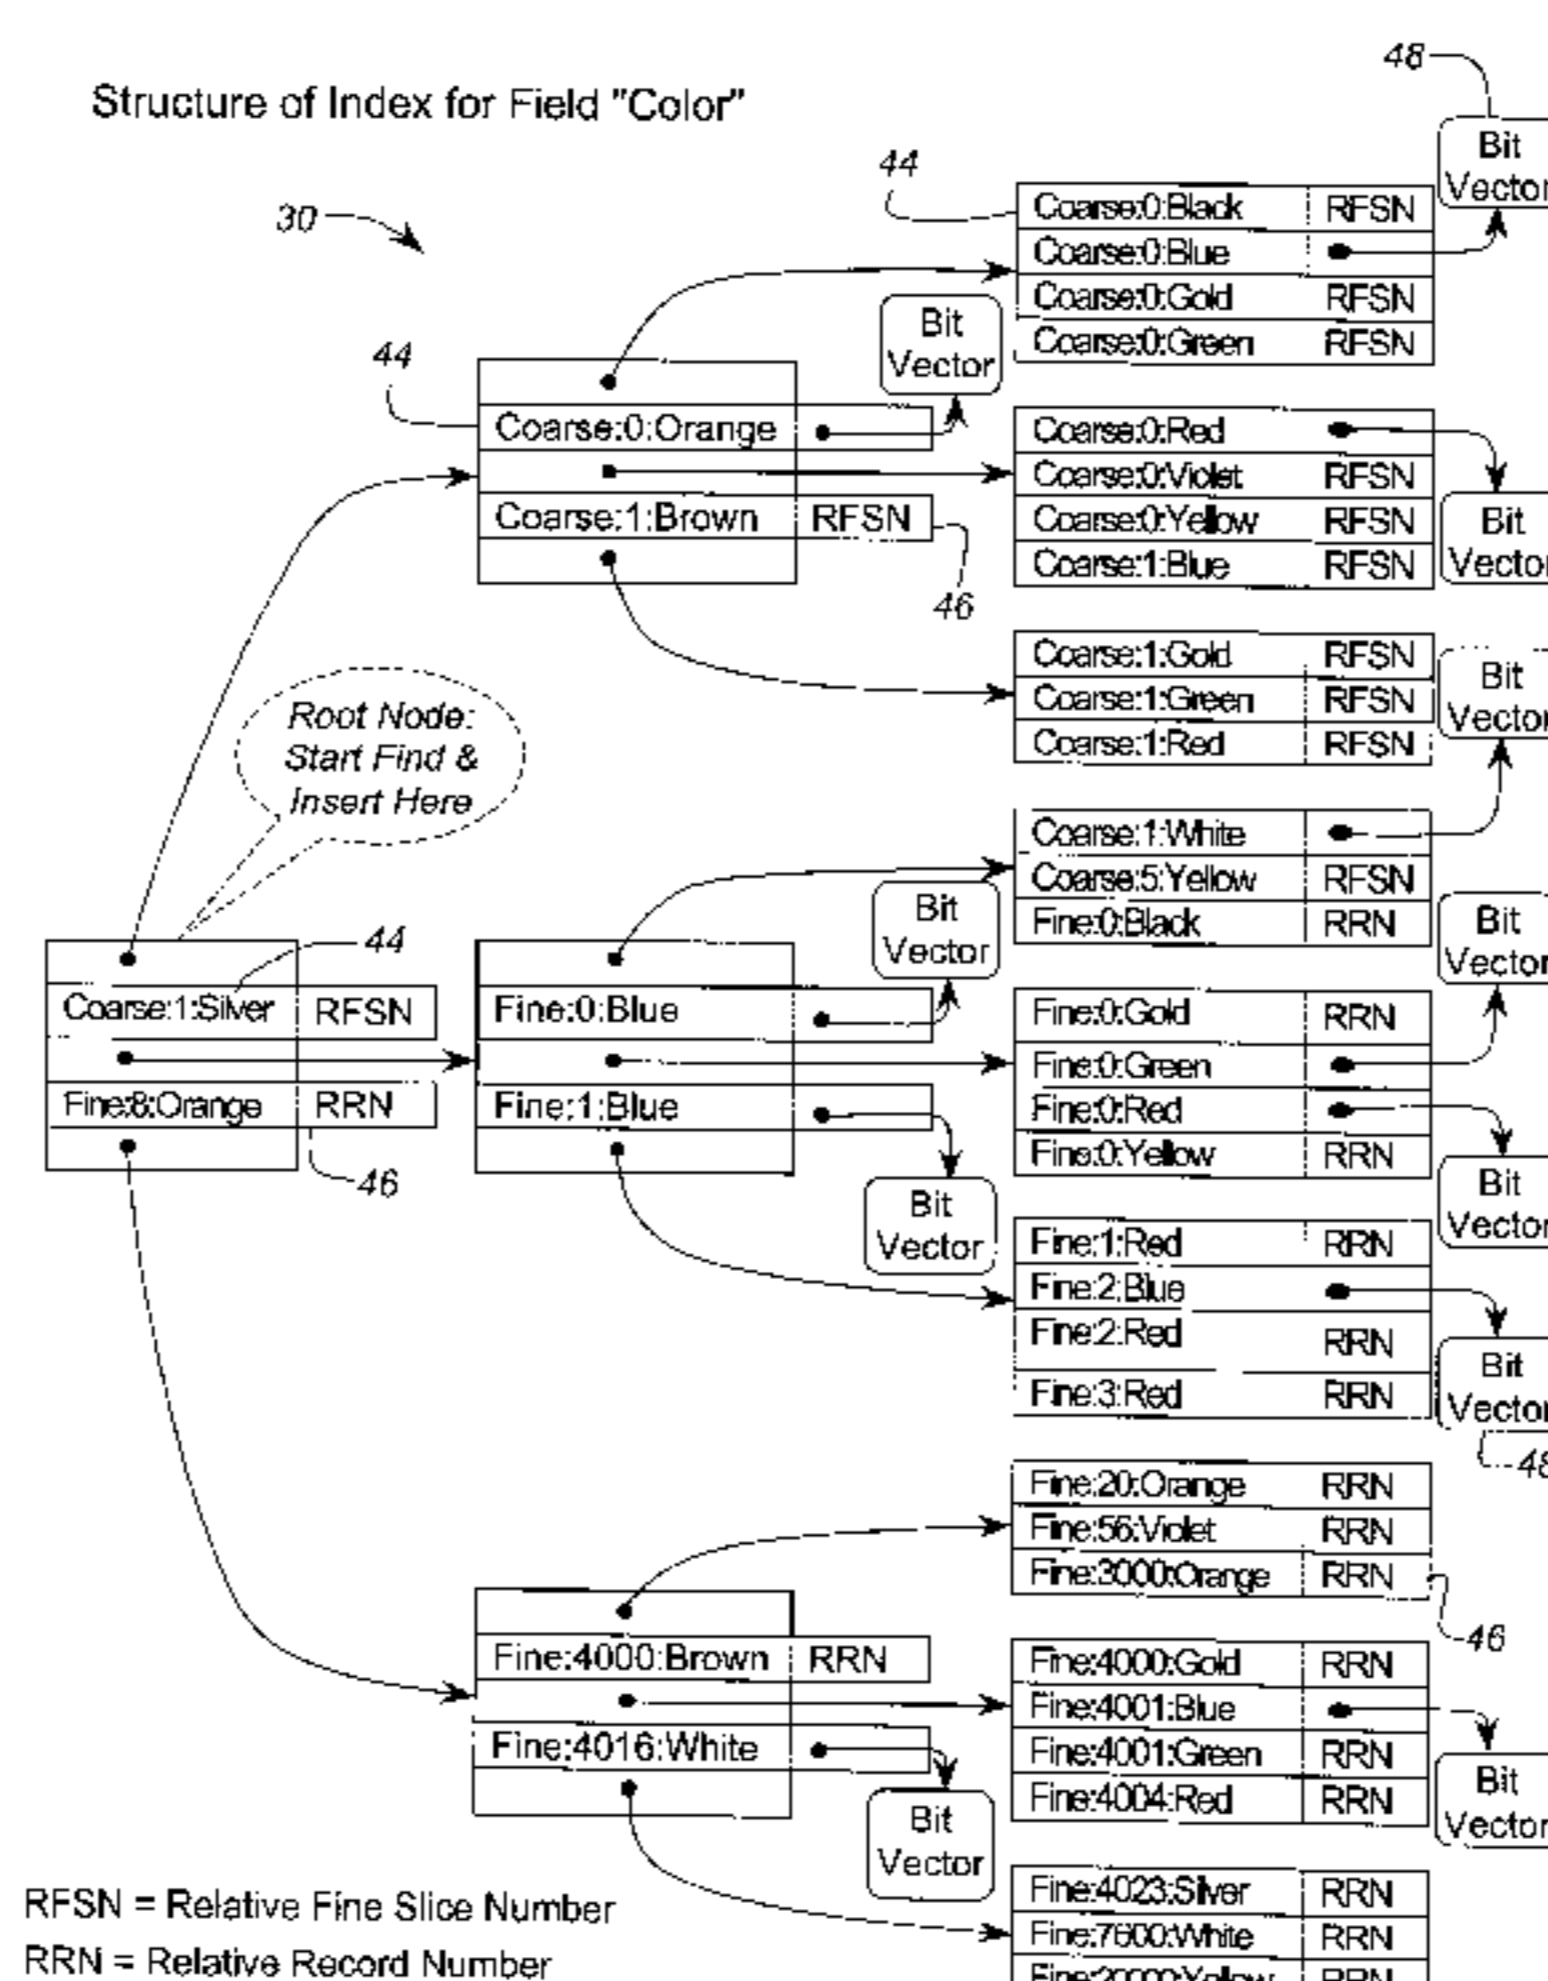 Structure of Index for Field "Color"
30
48
Bit
Vector
44
Coarse:0:Black RFSN
Coarse:0:Blue
Coarse:0:Gold RFSN
Coarse:0:Green RFSN
Bit
Vector
44
Coarse:0:Orange
Coarse:1:Brown RFSN
46
Coarse:0:Red
Coarse:0:Violet RFSN
Coarse:0:Yellow RFSN
Coarse:1:Blue RFSN
Bit
Vector
Coarse:1:Gold RFSN
Coarse:1:Green RFSN
Coarse:1:Red RFSN
Bit
Vector
Root Node:
Start Find &
Insert Here
Coarse:1:White
Coarse:5:Yellow RFSN
Fine:0:Black RRN
Bit
Vector
Bit
Vector
44
Coarse:1:Silver RFSN
Fine:8:Orange RRN
46
Fine:0:Blue
Fine:1:Blue
Bit
Vector
Fine:0:Gold RRN
Fine:0:Green
Fine:0:Red
Fine:0:Yellow RRN
Bit
Vector
Fine:1:Red RRN
Fine:2:Blue
Fine:2:Red RRN
Fine:3:Red RRN
Bit
Vector
48
Fine:20:Orange RRN
Fine:56:Violet RRN
Fine:3000:Orange RRN
46
Fine:4000:Brown RRN
Fine:4016:White
Bit
Vector
Fine:4000:Gold RRN
Fine:4001:Blue
Fine:4001:Green RRN
Fine:4004:Red RRN
Bit
Vector
Fine:4023:Silver RRN
Fine:7600:White RRN
Fine:20000:Yellow RRN
RFSN = Relative Fine Slice Number
RRN = Relative Record Number